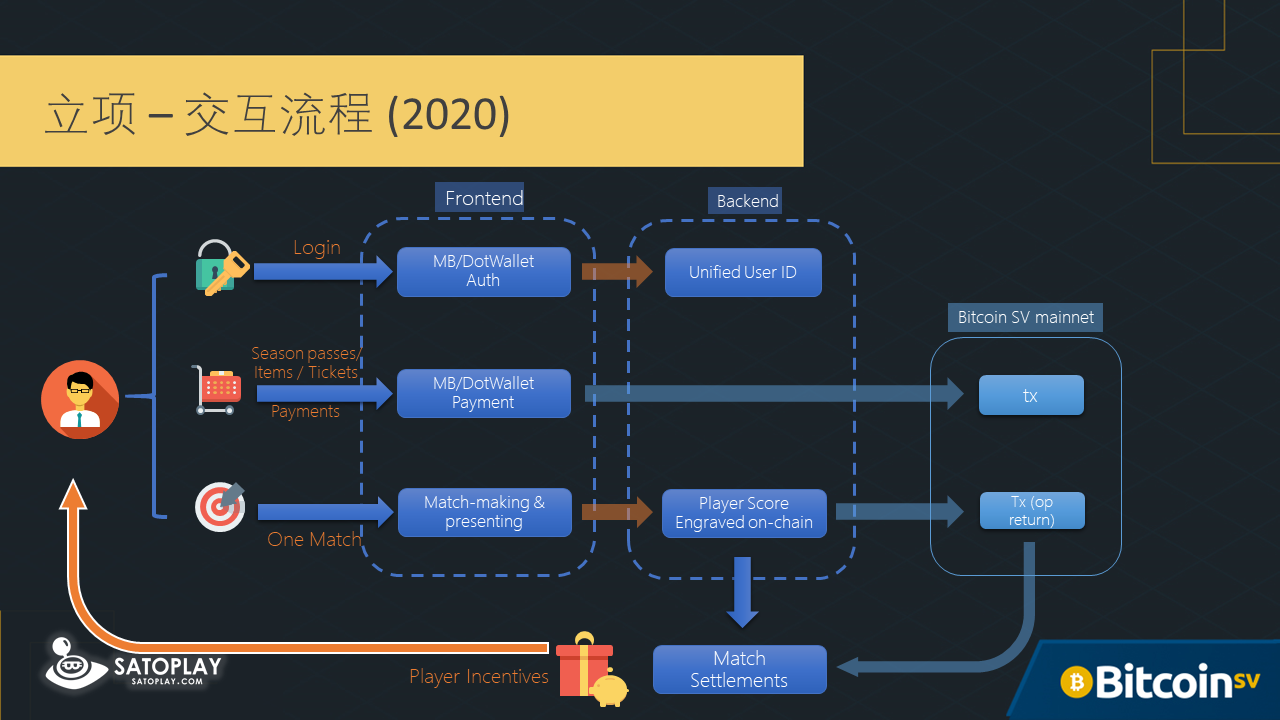 立项 – 交互流程 (2020)
Frontend
Backend
Login
MB/DotWallet
Auth
Unified User ID
Bitcoin SV mainnet
Season passes/
Items / Tickets
Payments
MB/DotWallet
Payment
tx
One Match
Match-making &
presenting
Player Score
Engraved on-chain
Tx (op
return)
Match
Settlements
Player Incentives
SATOPLAY
SATOPLAY.COM
Bitcoin SV